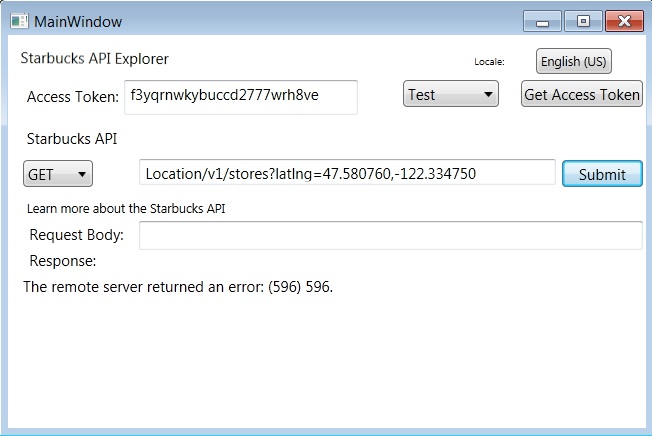 MainWindow
Starbucks API Explorer
Locale:
English (US)
Access Token:
f3yqrnwkybuccd2777wrh8ve
Test
Get Access Token
Starbucks API
GET
Location/v1/stores?latlng=47.580760,-122.334750
Submit
Learn more about the Starbucks API
Request Body:
Response:
The remote server returned an error: (596) 596.